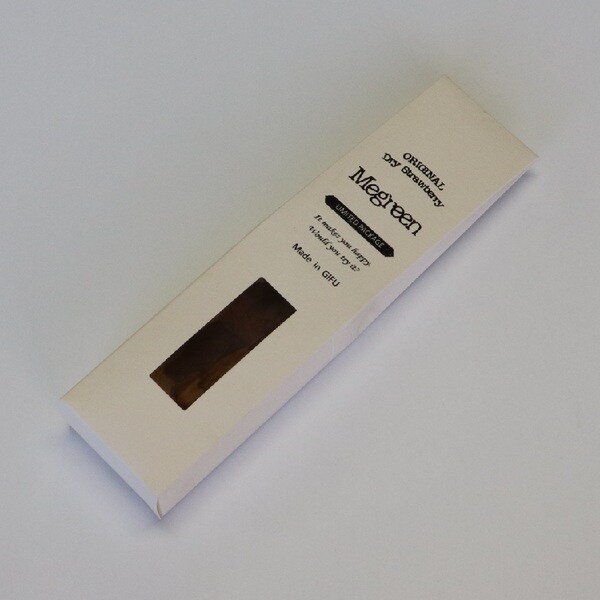 ORIGINAL
Dry Strawberry
Megreen
LIMITED PACKAGE
It makes you happy.
Would you try it?
Made in GIFU